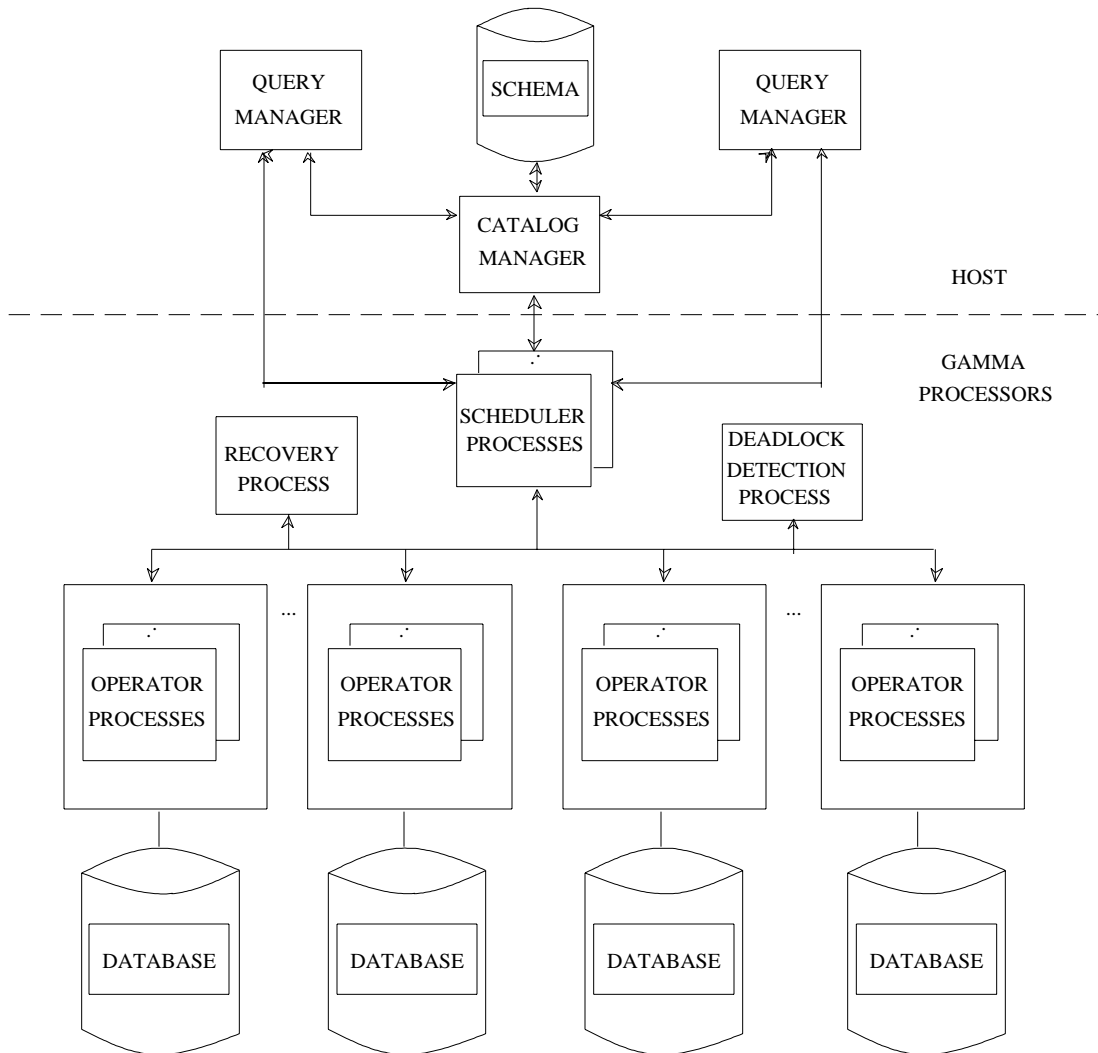 QUERY
MANAGER
SCHEMA
QUERY
MANAGER
CATALOG
MANAGER
HOST
GAMMA
PROCESSORS
SCHEDULER
PROCESSES
RECOVERY
PROCESS
DEADLOCK
DETECTION
PROCESS
...
...
OPERATOR
PROCESSES
OPERATOR
PROCESSES
OPERATOR
PROCESSES
OPERATOR
PROCESSES
DATABASE
DATABASE
DATABASE
DATABASE